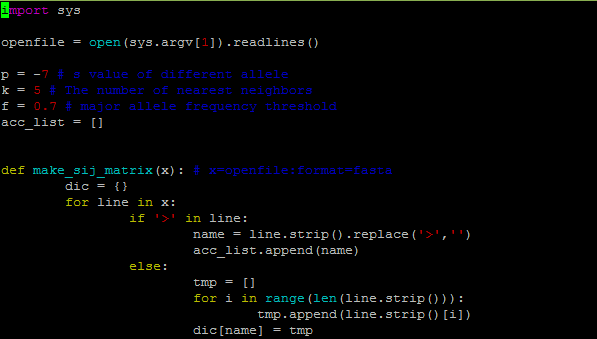 import sys
openfile = open(sys.argv[1]).readlines()
p = -7 # s value of different allele
k = 5 # The number of nearest neighbors
f = 0.7 # major allele frequency threshold
acc_list = []
def make_sij_matrix(x): # x=openfile;format=fasta
dic = {}
for line in x:
if '>' in line:
name = line.strip().replace('>','')
acc_list.append(name)
else:
tmp = []
for i in range(len(line.strip())):
tmp.append(line.strip()[i])
dic[name] = tmp